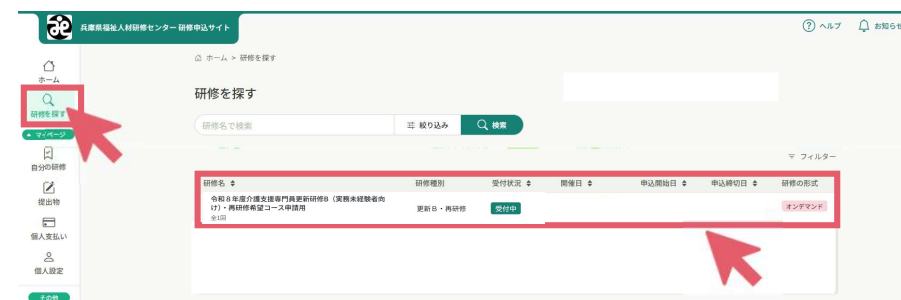 兵庫県福祉人材研修センター 研修申込サイト
ヘルプ
お知らせ
ホーム
研修を探す
マイページ
自分の研修
提出物
個人支払い
個人設定
その他
ホーム > 研修を探す
研修を探す
研修名で検索
絞り込み
検索
フィルター
研修名 研修種別 受付状況 開催日 申込開始日 申込締切日 研修の形式
令和8年度介護支援専門員更新研修B(実務未経験者向
け)・再研修希望コース申請用
全1回
更新B・再研修
受付中
オンデマンド